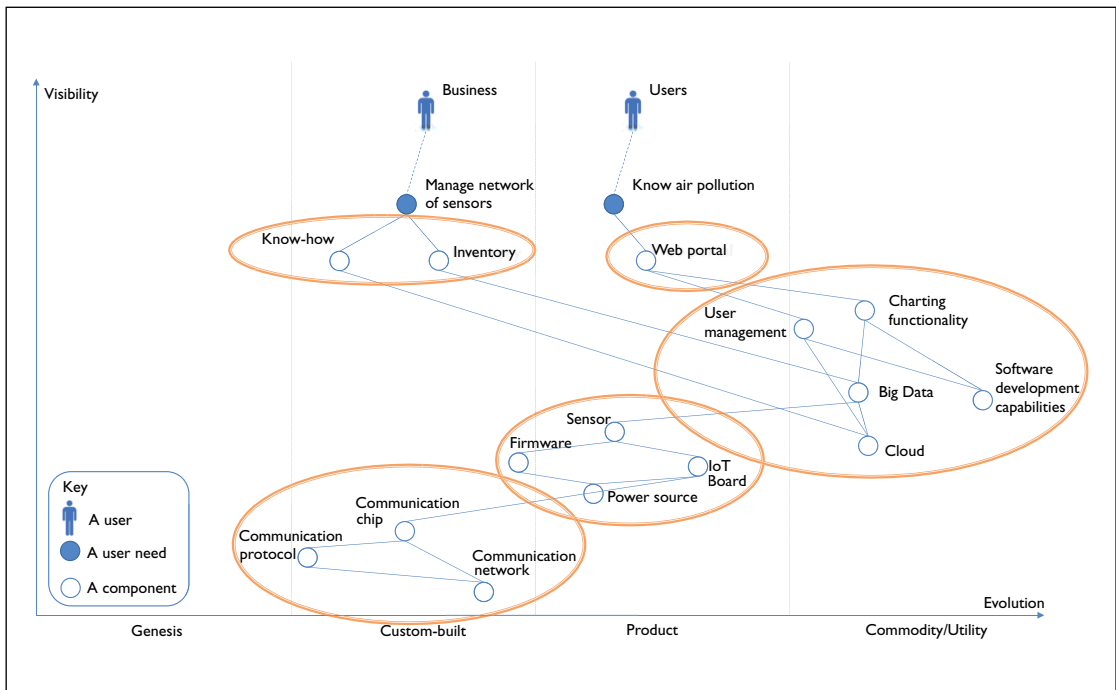 Visibility
Business
Users
Manage network
of sensors
Know air pollution
Know-how
Inventory
Web portal
User
management
Charting
functionality
Software
development
capabilities
Big Data
Cloud
Sensor
Firmware
IoT
Board
Power source
Communication
chip
Communication
protocol
Communication
network
Key
A user
A user need
A component
Evolution
Genesis
Custom-built
Product
Commodity/Utility